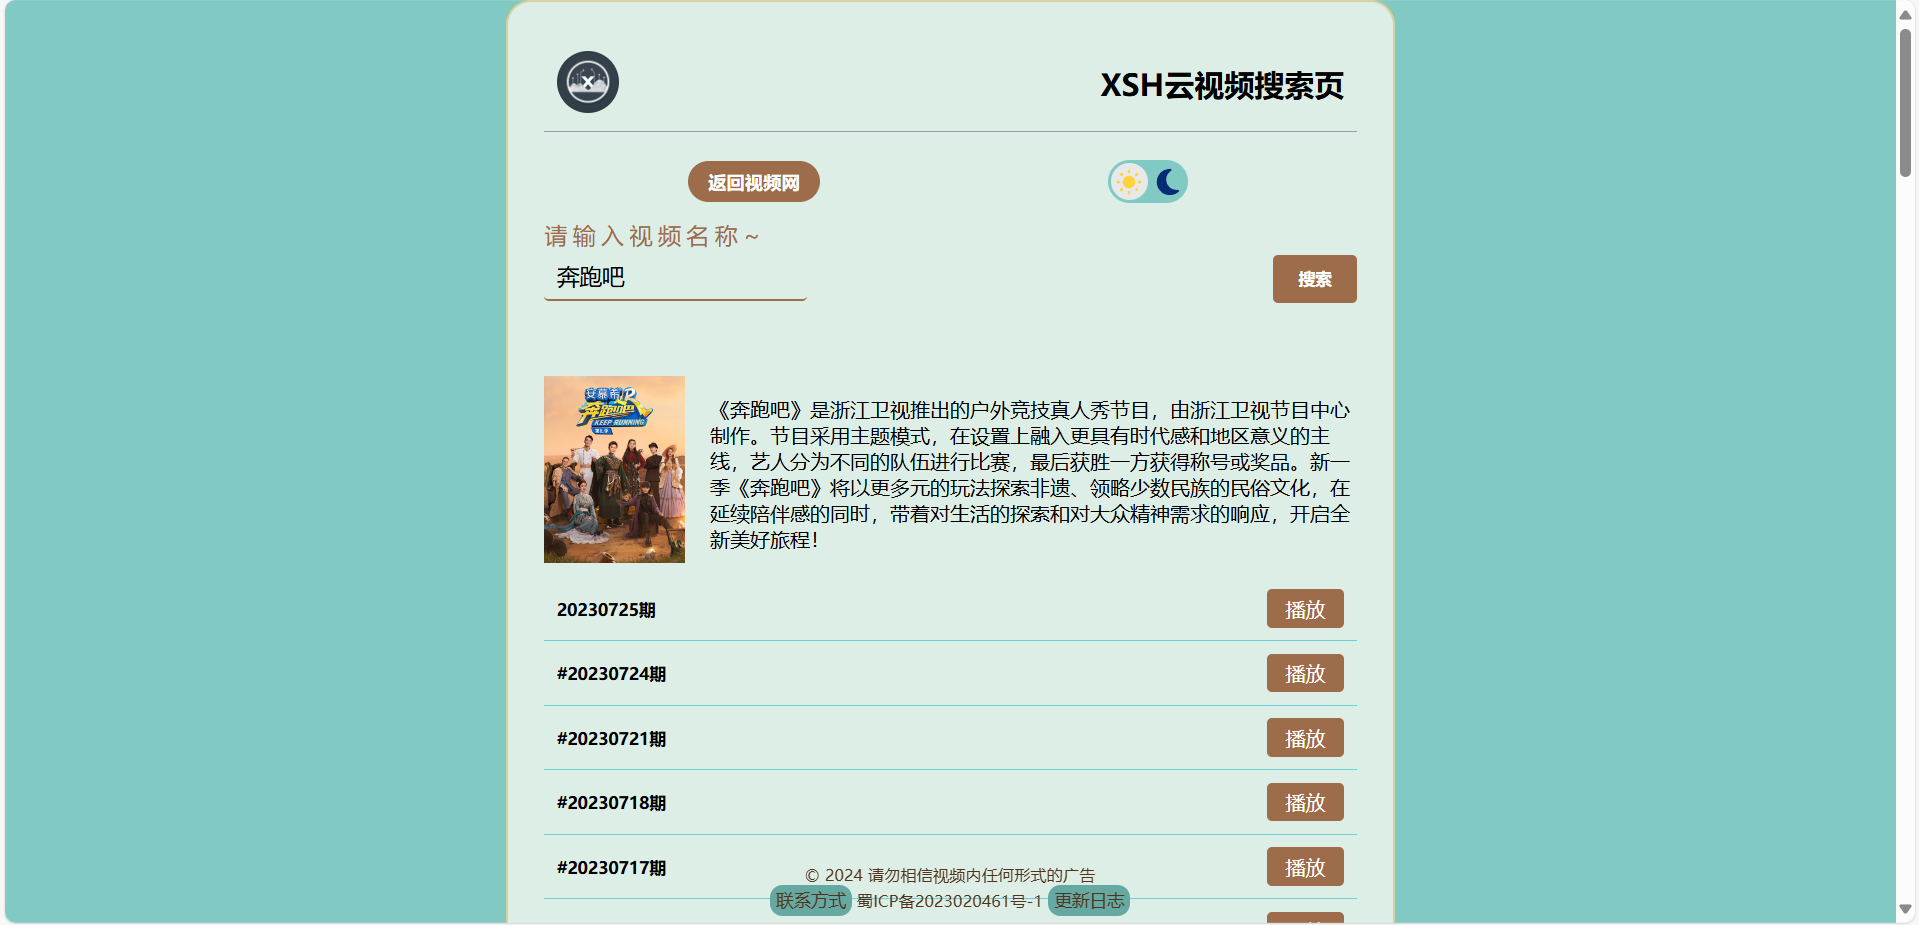 X
XSH云视频搜索页
返回视频网
请输入视频名称~
奔跑吧
搜索
安慕希
奔跑吧
KEEP RUNNING
《奔跑吧》是浙江卫视推出的户外竞技真人秀节目，由浙江卫视节目中心
制作。节目采用主题模式，在设置上融入更具有时代感和地区意义的主
线，艺人分为不同的队伍进行比赛，最后获胜一方获得称号或奖品。新一
季《奔跑吧》将以更多元的玩法探索非遗、领略少数民族的民俗文化，在
延续陪伴感的同时，带着对生活的探索和对大众精神需求的响应，开启全
新美好旅程！
20230725期 播放
#20230724期 播放
#20230721期 播放
#20230718期 播放
#20230717期 播放
© 2024 请勿相信视频内任何形式的广告
联系方式 蜀ICP备2023020461号-1 更新日志